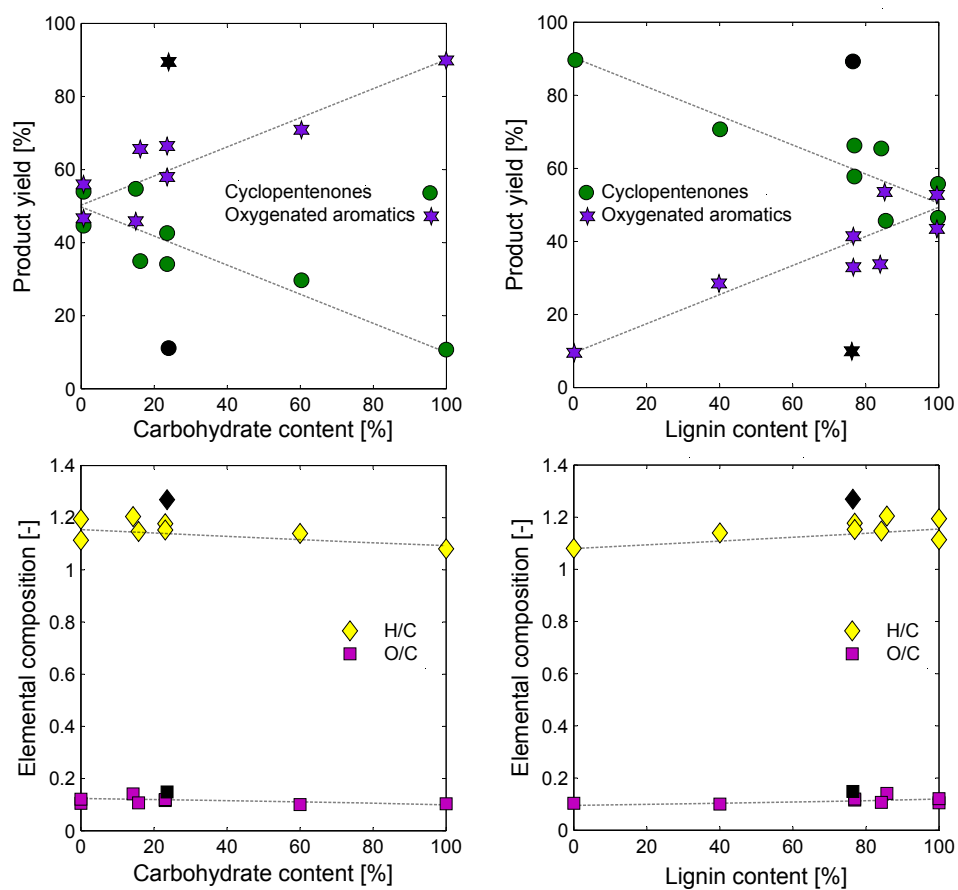 100
80
60
40
20
0
Product yield [%]
Cyclopentenones
Oxygenated aromatics
0 20 40 60 80 100
Carbohydrate content [%]
100
80
60
40
20
0
Product yield [%]
Cyclopentenones
Oxygenated aromatics
0 20 40 60 80 100
Lignin content [%]
1.4
1.2
1
0.8
0.6
0.4
0.2
0
Elemental composition [-]
H/C
O/C
0 20 40 60 80 100
Carbohydrate content [%]
1.4
1.2
1
0.8
0.6
0.4
0.2
0
Elemental composition [-]
H/C
O/C
0 20 40 60 80 100
Lignin content [%]